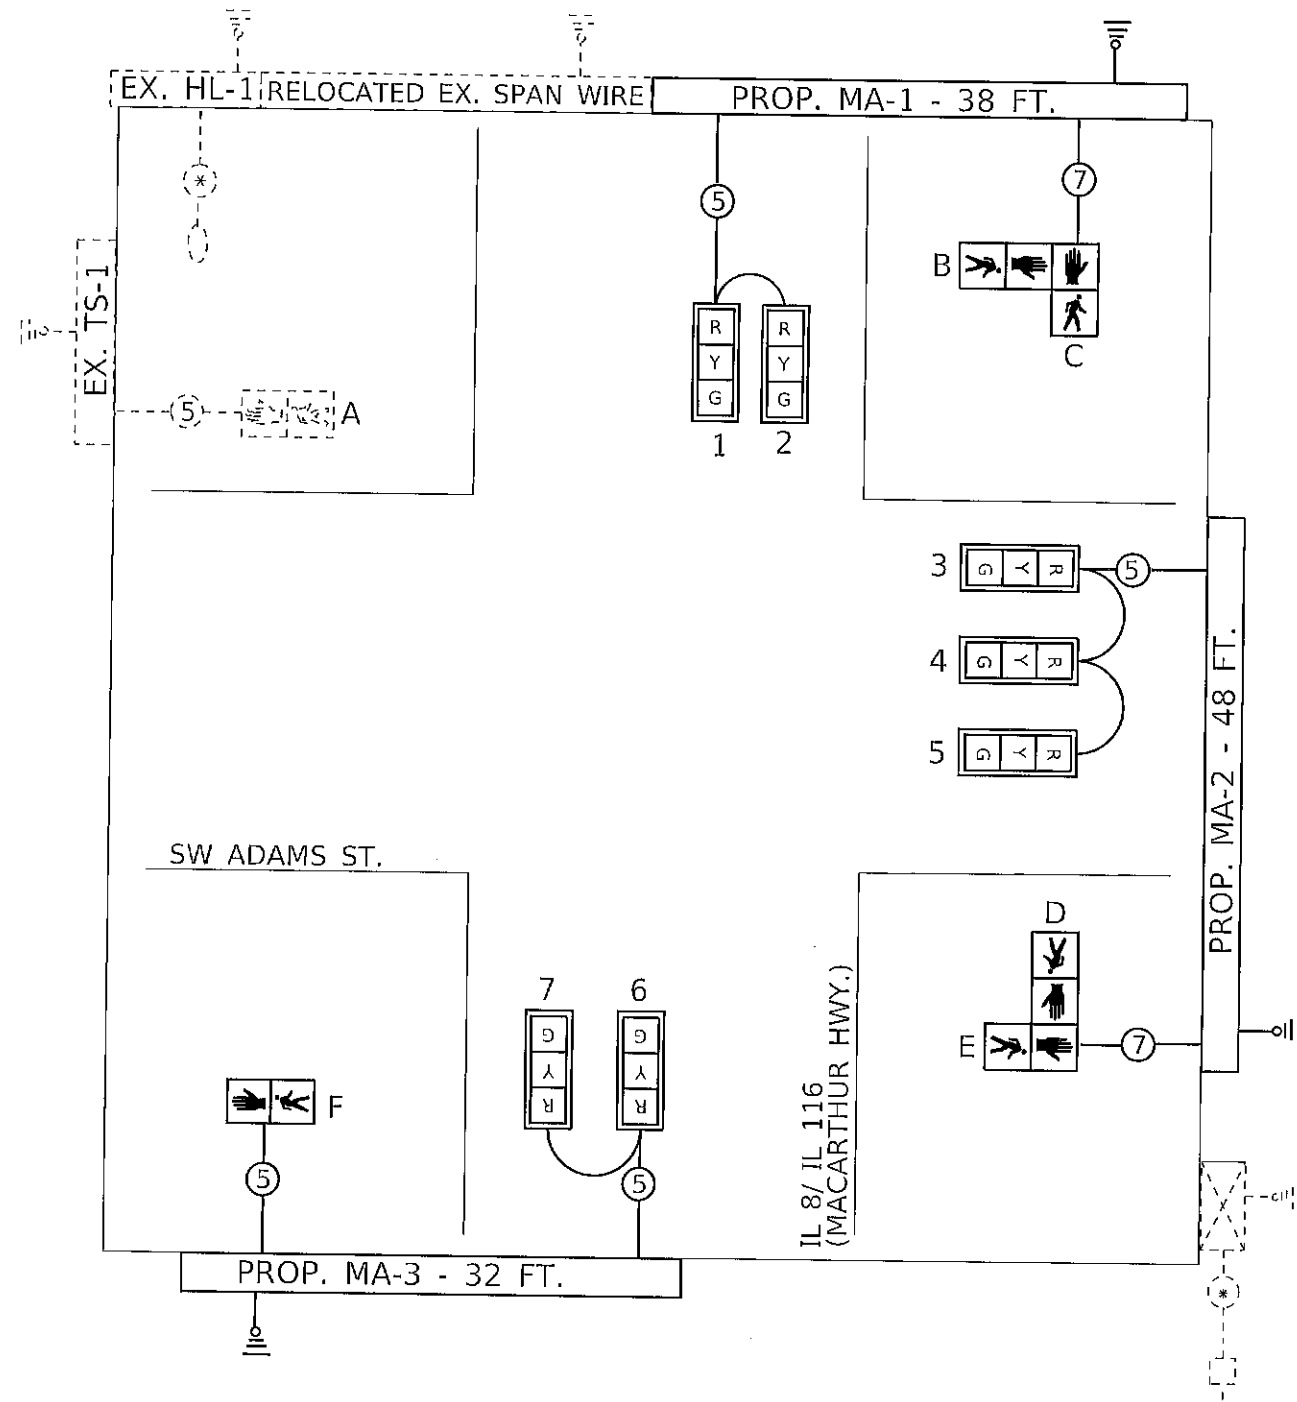 EX. HL-1
RELOCATED EX. SPAN WIRE
PROP. MA-1 - 38 FT.
*
5
7
EX. TS-1
B
R
Y
G
R
Y
G
C
5
A
1
2
3
G
Y
R
5
4
G
Y
R
5
G
Y
R
PROP. MA-2 - 48 FT.
SW ADAMS ST.
D
7
6
G
Y
R
G
Y
R
E
7
IL 8/ IL 116
(MACARTHUR HWY.)
F
5
5
PROP. MA-3 - 32 FT.
*